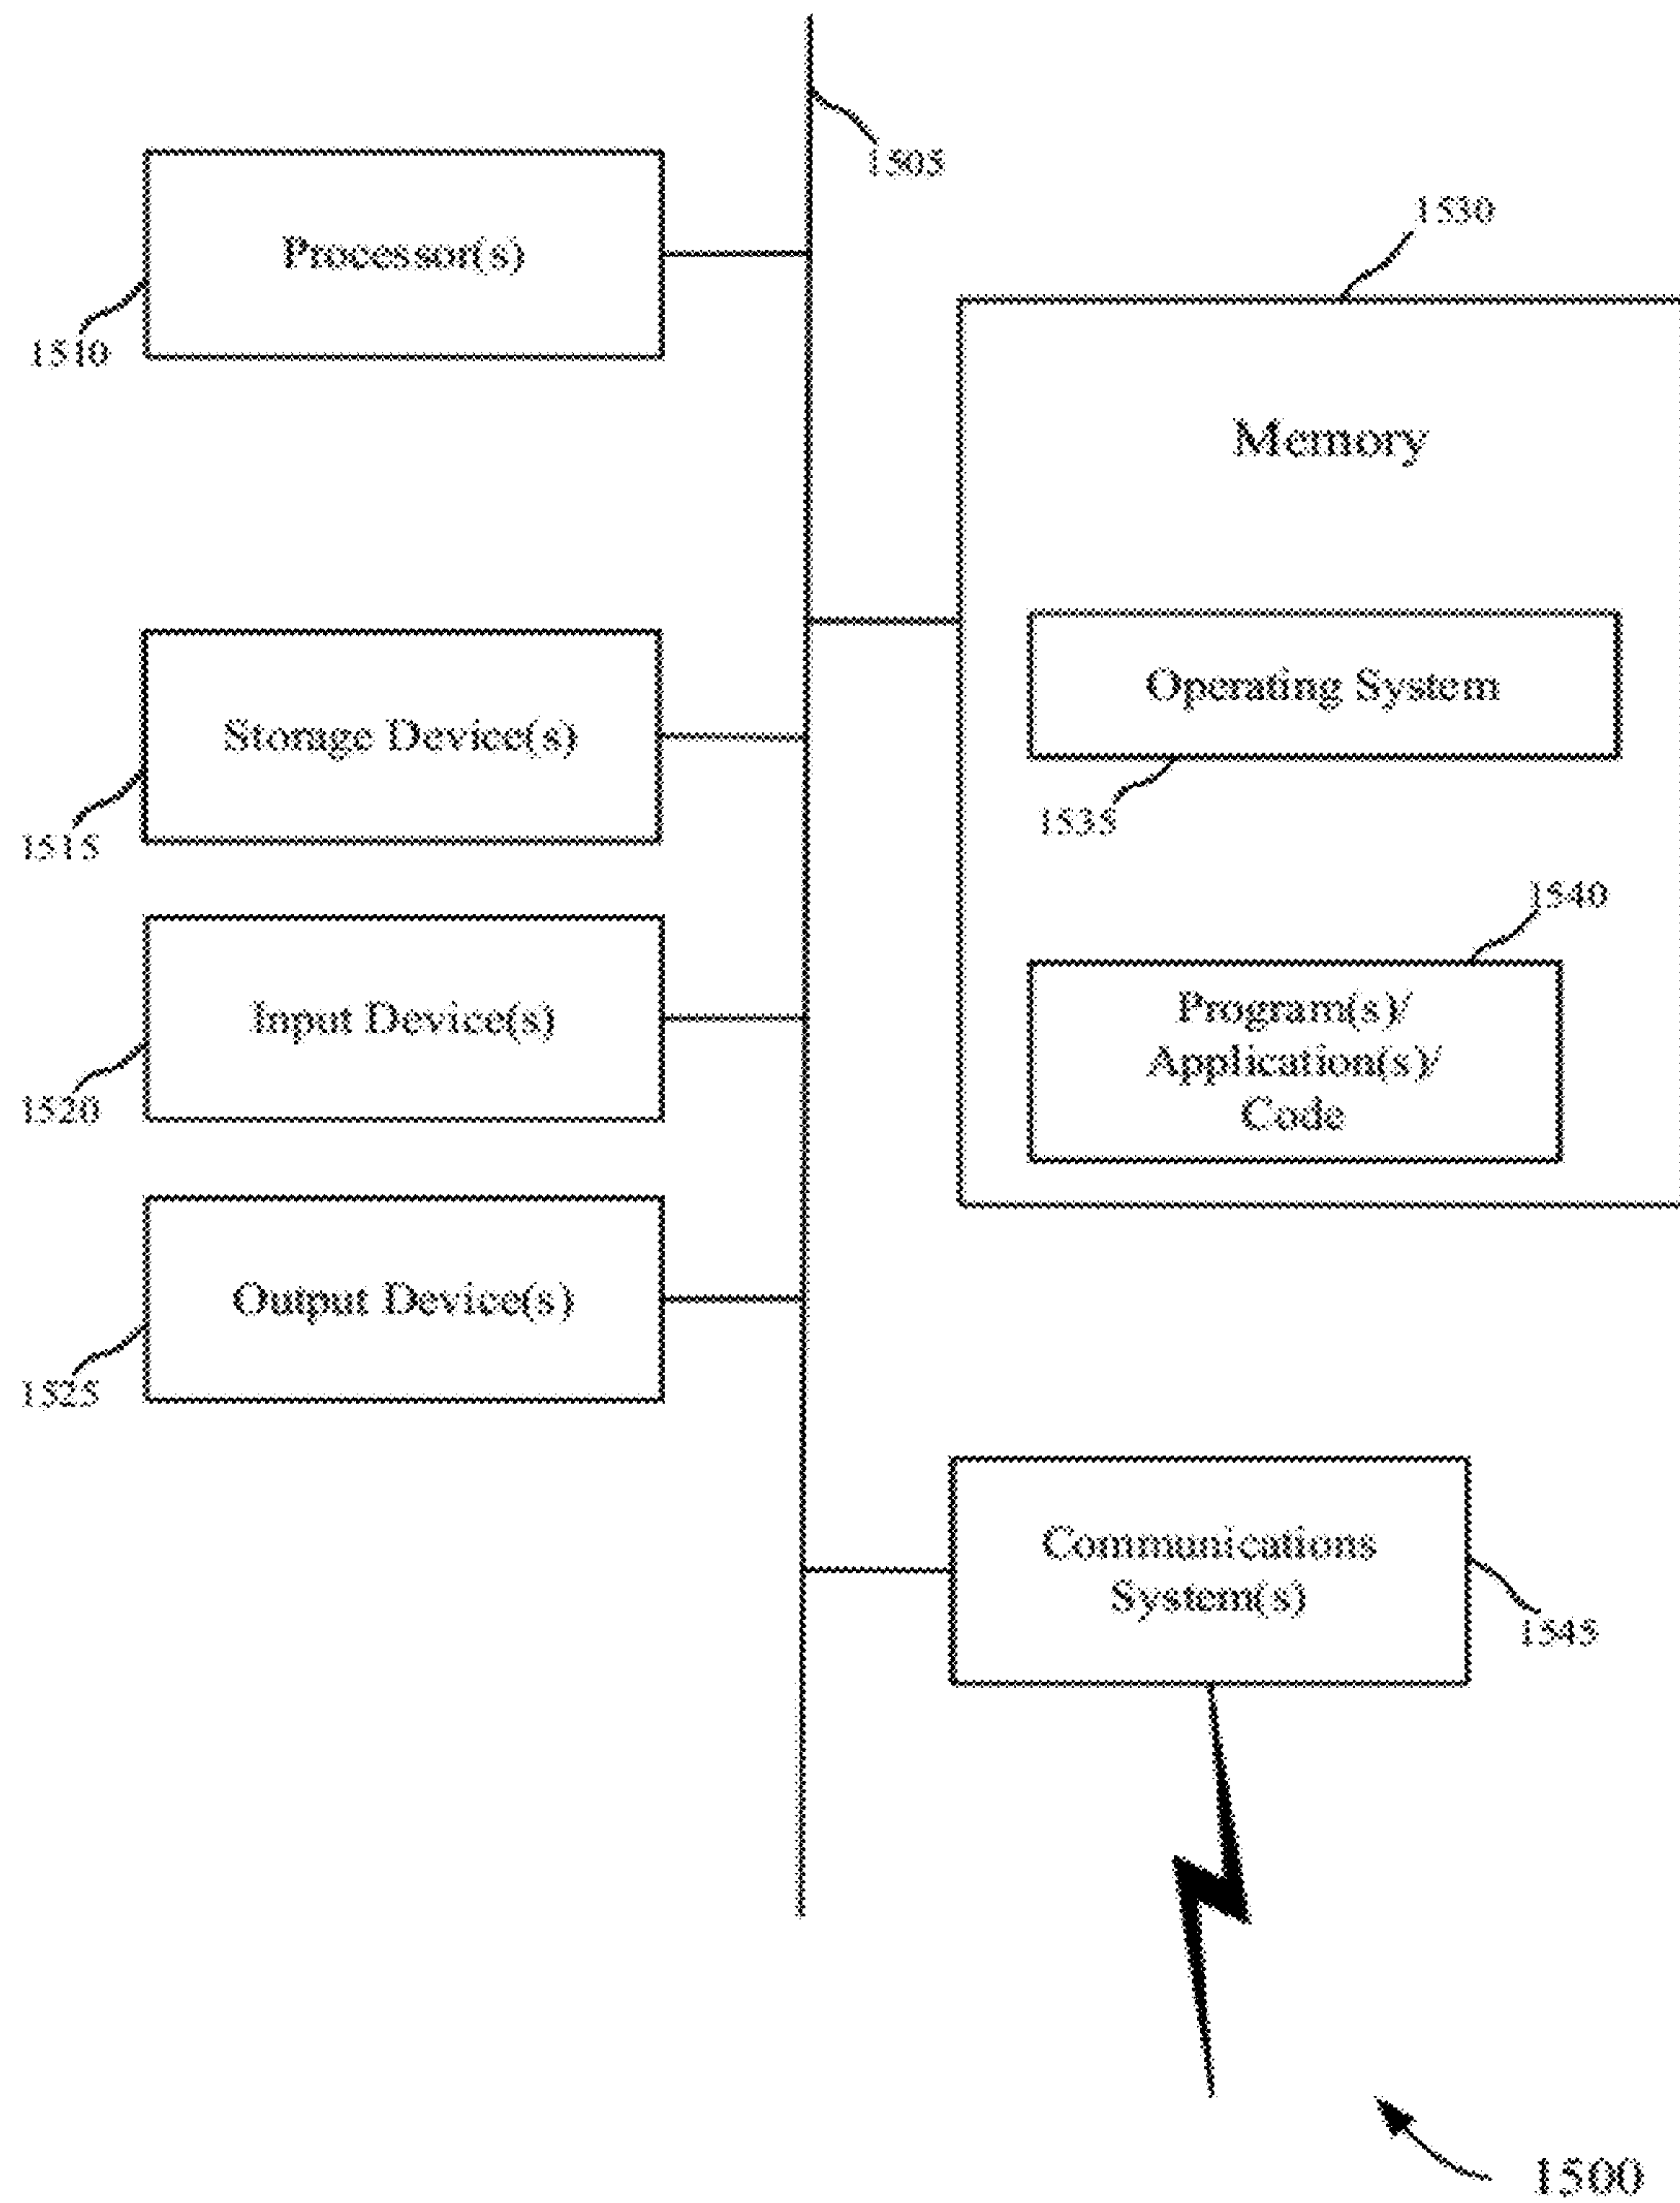 1505
Processor(s)
1510
1530
Memory
Operating System
1535
Storage Device(s)
1515
1540
Program(s)/
Application(s)/
Code
Input Device(s)
1520
Output Device(s)
1525
Communications
System(s)
1545
1500